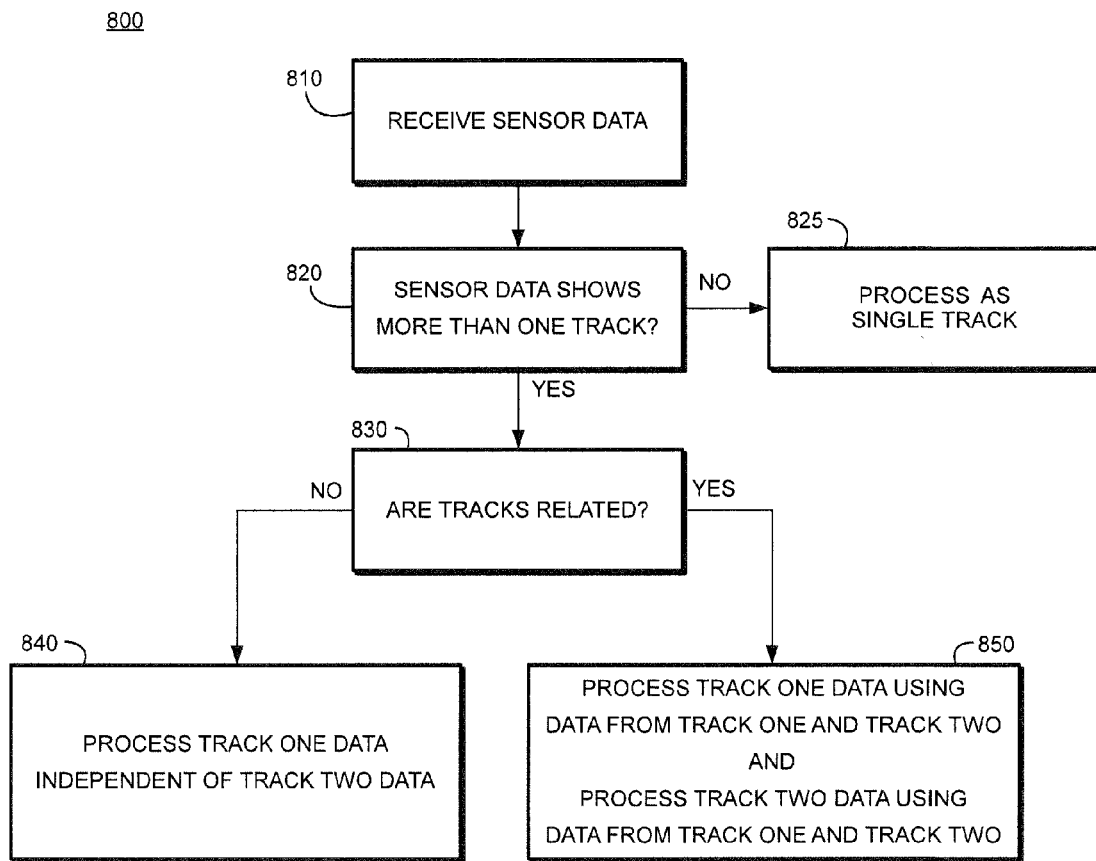 800
810
RECEIVE SENSOR DATA
820
SENSOR DATA SHOWS
MORE THAN ONE TRACK?
NO
825
PROCESS AS
SINGLE TRACK
YES
830
ARE TRACKS RELATED?
NO
YES
840
PROCESS TRACK ONE DATA
INDEPENDENT OF TRACK TWO DATA
850
PROCESS TRACK ONE DATA USING
DATA FROM TRACK ONE AND TRACK TWO
AND
PROCESS TRACK TWO DATA USING
DATA FROM TRACK ONE AND TRACK TWO